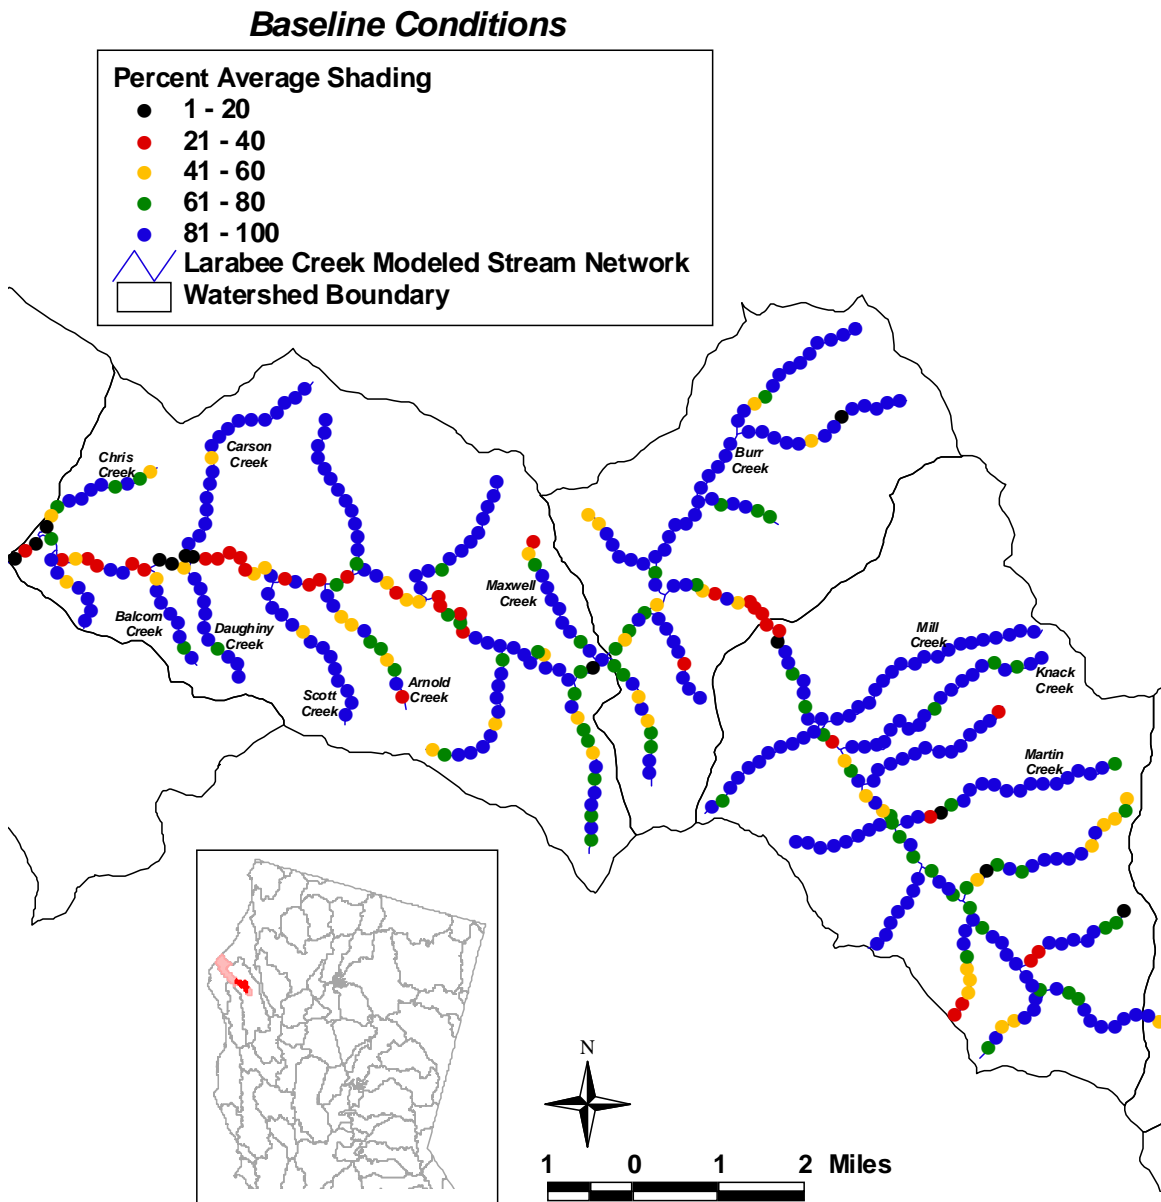 Baseline Conditions
Percent Average Shading
1 - 20
21 - 40
41 - 60
61 - 80
81 - 100
Larabee Creek Modeled Stream Network
Watershed Boundary
Chris
Creek
Carson
Creek
Burr
Creek
Maxwell
Creek
Balcom
Creek
Daughiny
Creek
Scott
Creek
Arnold
Creek
Mill
Creek
Knack
Creek
Martin
Creek
N
1 0 1 2 Miles